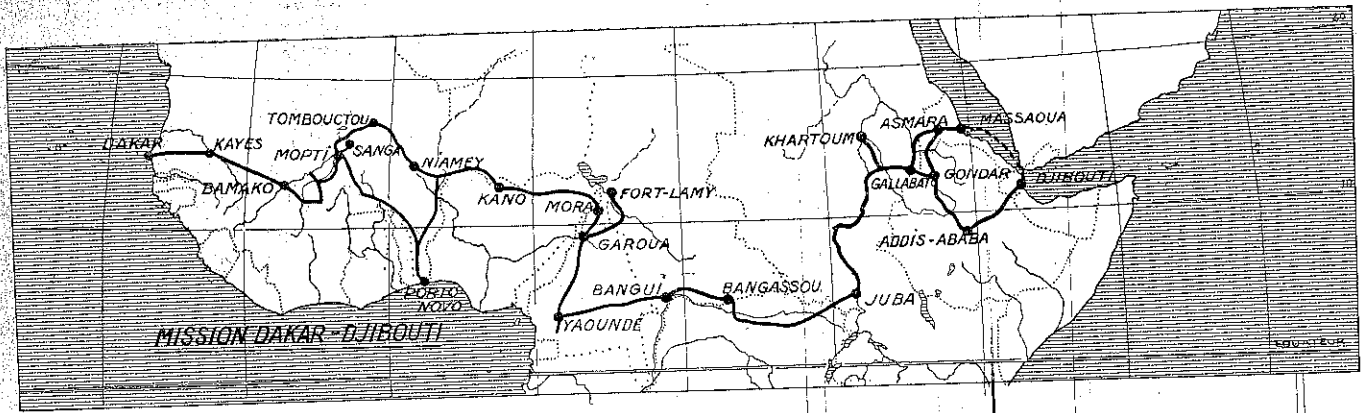 TOMBOUCTOU
DAKAR
KAYES
MOPTI
SANGA
NIAMEY
BAMAKO
KANO
FORT-LAMY
MORA
GAROUA
KHARTOUM
ASMARA
MASSAOUA
GALLABAT
GONDAR
DJIBOUTI
ADDIS-ABABA
PORTO
NOVO
BANGUI
BANGASSOU
JUBA
YAOUNDÉ
MISSION DAKAR-DJIBOUTI
EQUATEUR